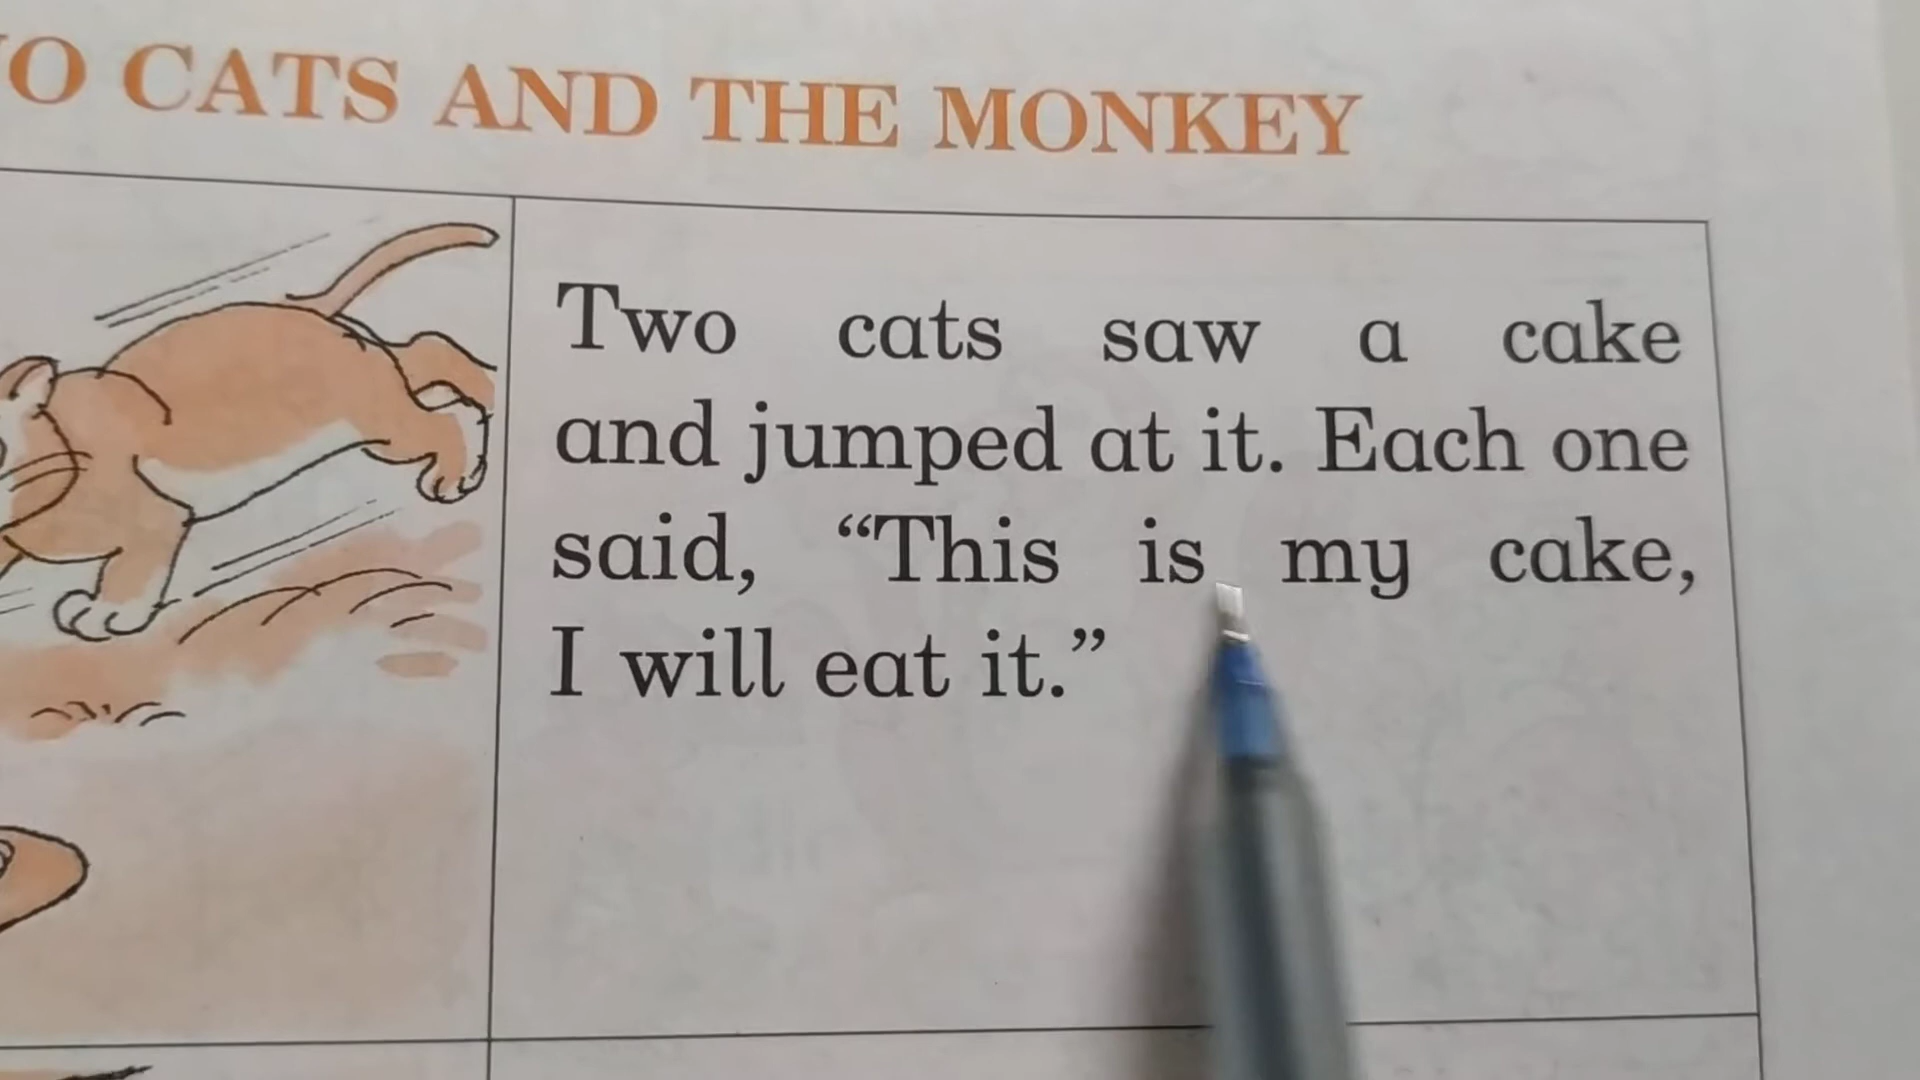 O CATS AND THE MONKEY
Two cats saw a cake
and jumped at it. Each one
said, “This is my cake,
I will eat it.”